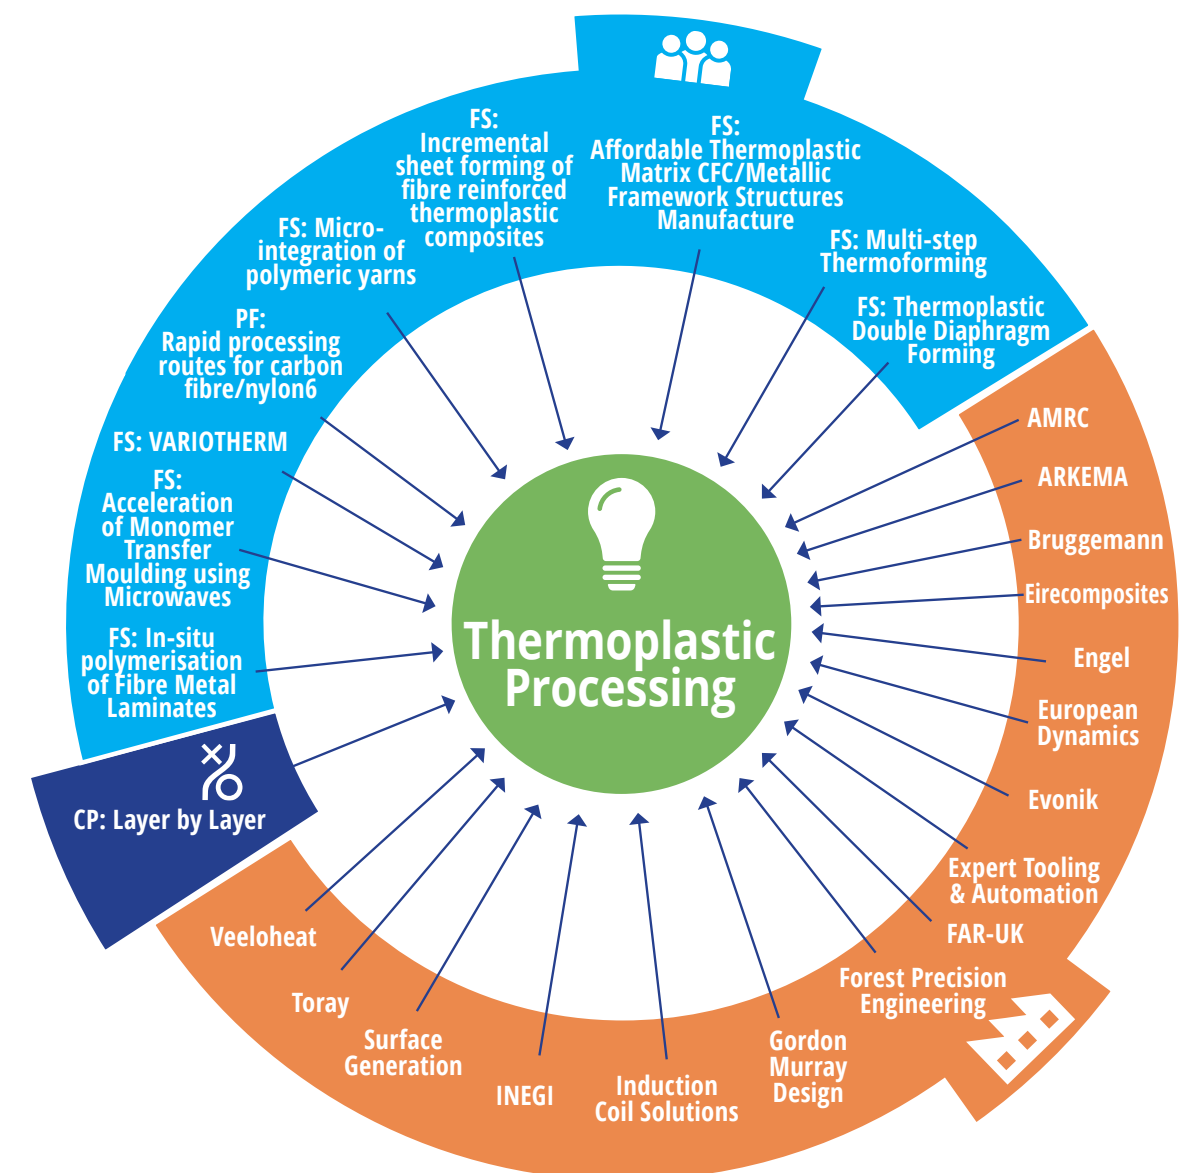 FS:
Incremental
sheet forming of
fibre reinforced
thermoplastic
composites
FS:
Affordable Thermoplastic
Matrix CFC/Metallic
Framework Structures
Manufacture
FS: Multi-step
Thermoforming
FS: Thermoplastic
Double Diaphragm
Forming
FS: Micro-
integration of
polymeric yarns
PF:
Rapid processing
routes for carbon
fibre/nylon6
FS: VARIOTHERM
FS:
Acceleration
of Monomer
Transfer
Moulding using
Microwaves
FS: In-situ
polymerisation
of Fibre Metal
Laminates
CP: Layer by Layer
Thermoplastic
Processing
AMRC
ARKEMA
Bruggemann
Eirecomposites
Engel
European
Dynamics
Evonik
Expert Tooling
& Automation
FAR-UK
Forest Precision
Engineering
Gordon
Murray
Design
Induction
Coil Solutions
INEGI
Surface
Generation
Toray
Veeloheat